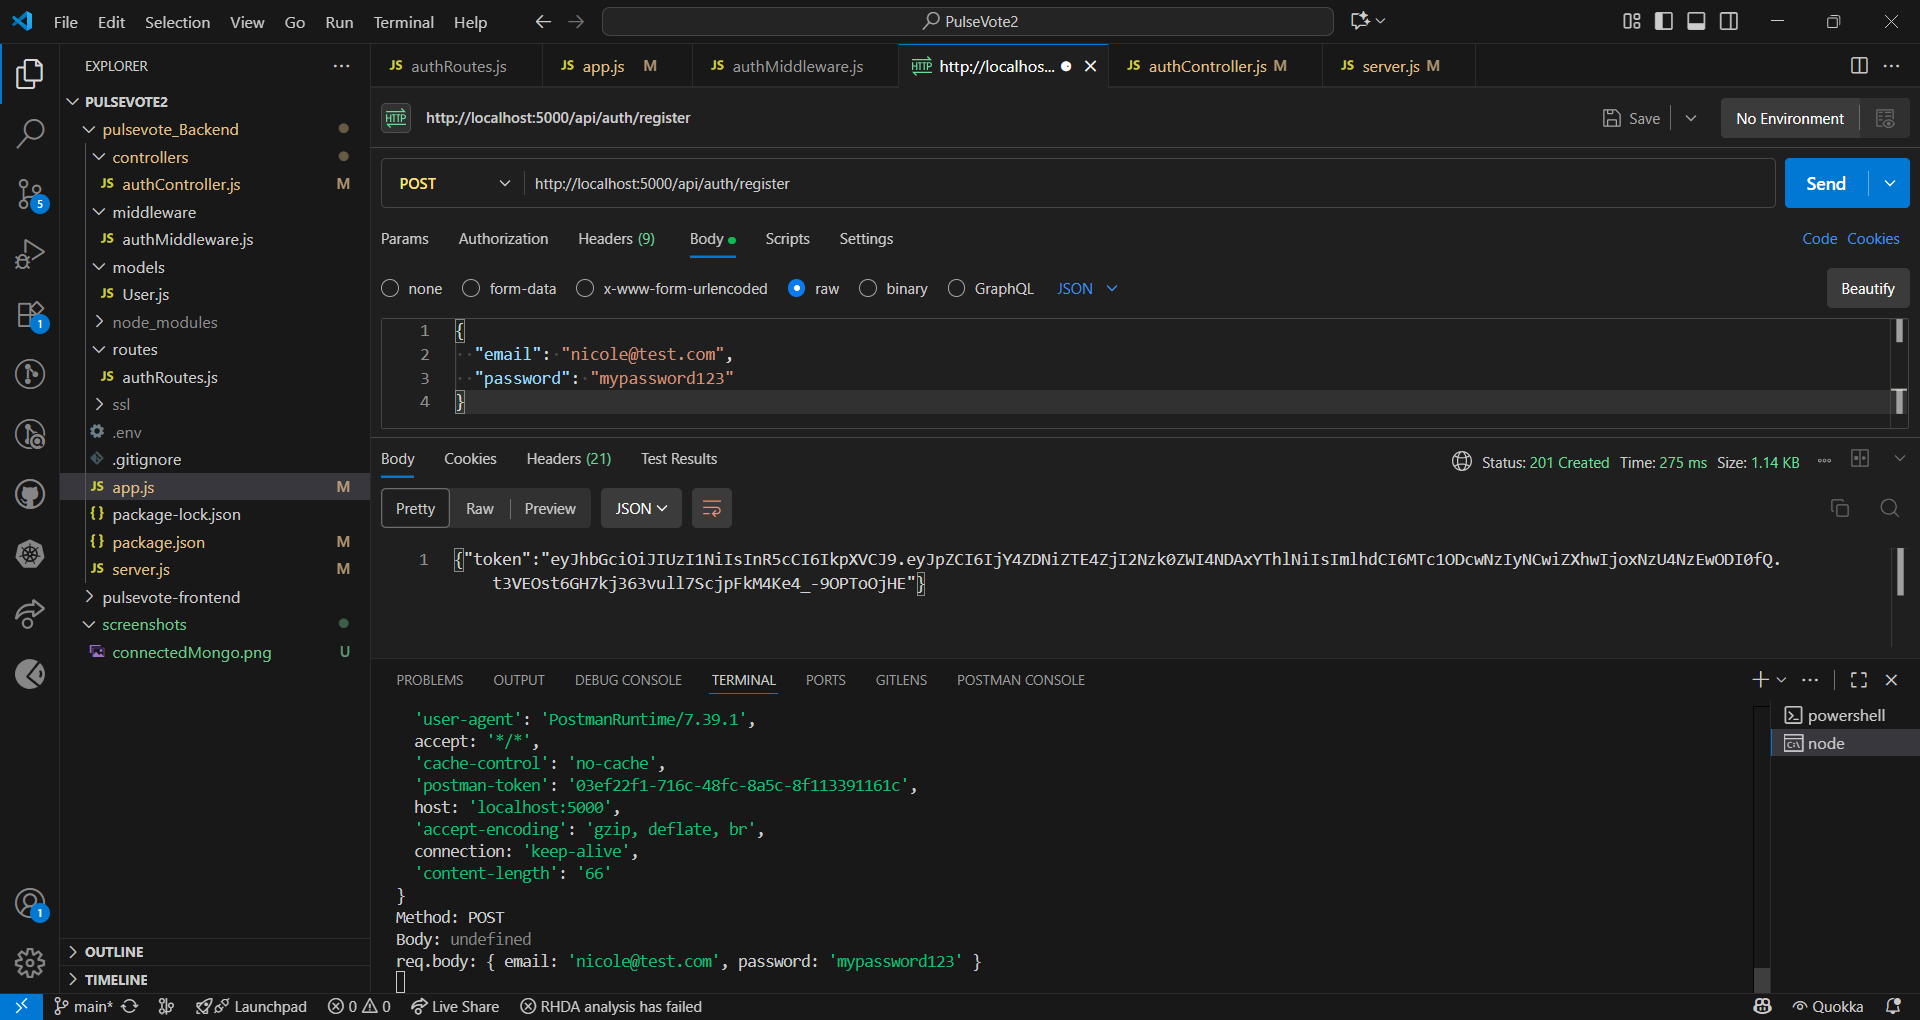 File Edit Selection View Go Run Terminal Help
PulseVote2
EXPLORER
PULSEVOTE2
pulsevote_Backend
controllers
JS authController.js M
middleware
JS authMiddleware.js
models
JS User.js
node_modules
routes
JS authRoutes.js
ssl
.env
.gitignore
JS app.js M
{} package-lock.json
{} package.json M
JS server.js M
pulsevote-frontend
screenshots
connectedMongo.png U
OUTLINE
TIMELINE
5
1
1
JS authRoutes.js
JS app.js M
JS authMiddleware.js
HTTP http://localhos...
JS authController.js M
JS server.js M
HTTP http://localhost:5000/api/auth/register
Save
No Environment
POST http://localhost:5000/api/auth/register
Send
Params Authorization Headers (9) Body Scripts Settings
Code Cookies
none form-data x-www-form-urlencoded raw binary GraphQL JSON
Beautify
1 {
2 "email": "nicole@test.com",
3 "password": "mypassword123"
4 }
Body Cookies Headers (21) Test Results
Status: 201 Created Time: 275 ms Size: 1.14 KB
Pretty Raw Preview JSON
1 {"token":"eyJhbGciOiJIUzI1NiIsInR5cCI6IkpXVCJ9.eyJpZCI6IjY4ZDNiZTE4ZjI2Nzk0ZWI4NDAxYThlNiIsImlhdCI6MTc1ODcwNzIyNCwiZXhwIjoxNzU4NzEwODI0fQ.
t3VEOst6GH7kj363vull7ScjpFkM4Ke4_-9OPToOjHE"}
PROBLEMS OUTPUT DEBUG CONSOLE TERMINAL PORTS GITLENS POSTMAN CONSOLE
'user-agent': 'PostmanRuntime/7.39.1',
accept: '*/*',
'cache-control': 'no-cache',
'postman-token': '03ef22f1-716c-48fc-8a5c-8f113391161c',
host: 'localhost:5000',
'accept-encoding': 'gzip, deflate, br',
connection: 'keep-alive',
'content-length': '66'
}
Method: POST
Body: undefined
req.body: { email: 'nicole@test.com', password: 'mypassword123' }
powershell
node
main* Launchpad 0 0 Live Share RHDA analysis has failed
Quokka